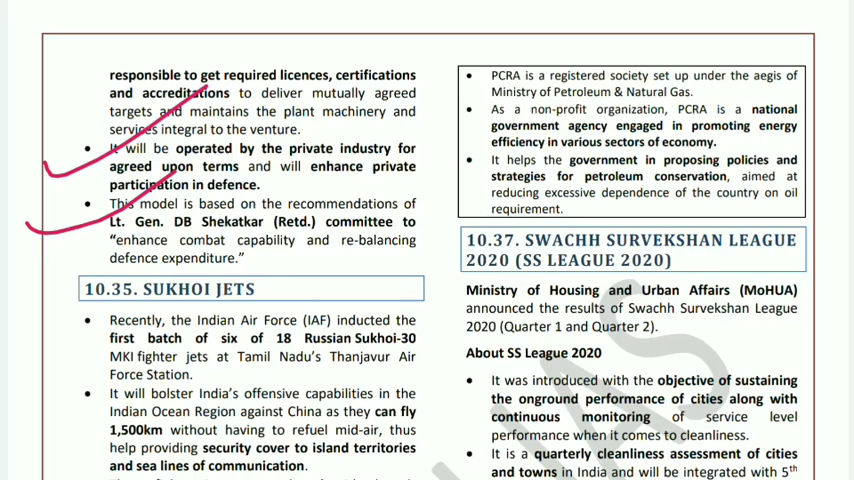 responsible to get required licences, certifications
and accreditations to deliver mutually agreed
targets and maintains the plant machinery and
services integral to the venture.
• It will be operated by the private industry for
agreed upon terms and will enhance private
participation in defence.
• This model is based on the recommendations of
Lt. Gen. DB Shekatkar (Retd.) committee to
“enhance combat capability and re-balancing
defence expenditure.”
10.35. SUKHOI JETS
• Recently, the Indian Air Force (IAF) inducted the
first batch of six of 18 Russian Sukhoi-30
MKI fighter jets at Tamil Nadu’s Thanjavur Air
Force Station.
• It will bolster India’s offensive capabilities in the
Indian Ocean Region against China as they can fly
1,500km without having to refuel mid-air, thus
help providing security cover to island territories
and sea lines of communication.
• PCRA is a registered society set up under the aegis of
Ministry of Petroleum & Natural Gas.
• As a non-profit organization, PCRA is a national
government agency engaged in promoting energy
efficiency in various sectors of economy.
• It helps the government in proposing policies and
strategies for petroleum conservation, aimed at
reducing excessive dependence of the country on oil
requirement.
10.37. SWACHH SURVEKSHAN LEAGUE
2020 (SS LEAGUE 2020)
Ministry of Housing and Urban Affairs (MoHUA)
announced the results of Swachh Survekshan League
2020 (Quarter 1 and Quarter 2).
About SS League 2020
• It was introduced with the objective of sustaining
the onground performance of cities along with
continuous monitoring of service level
performance when it comes to cleanliness.
• It is a quarterly cleanliness assessment of cities
and towns in India and will be integrated with 5th
IAS